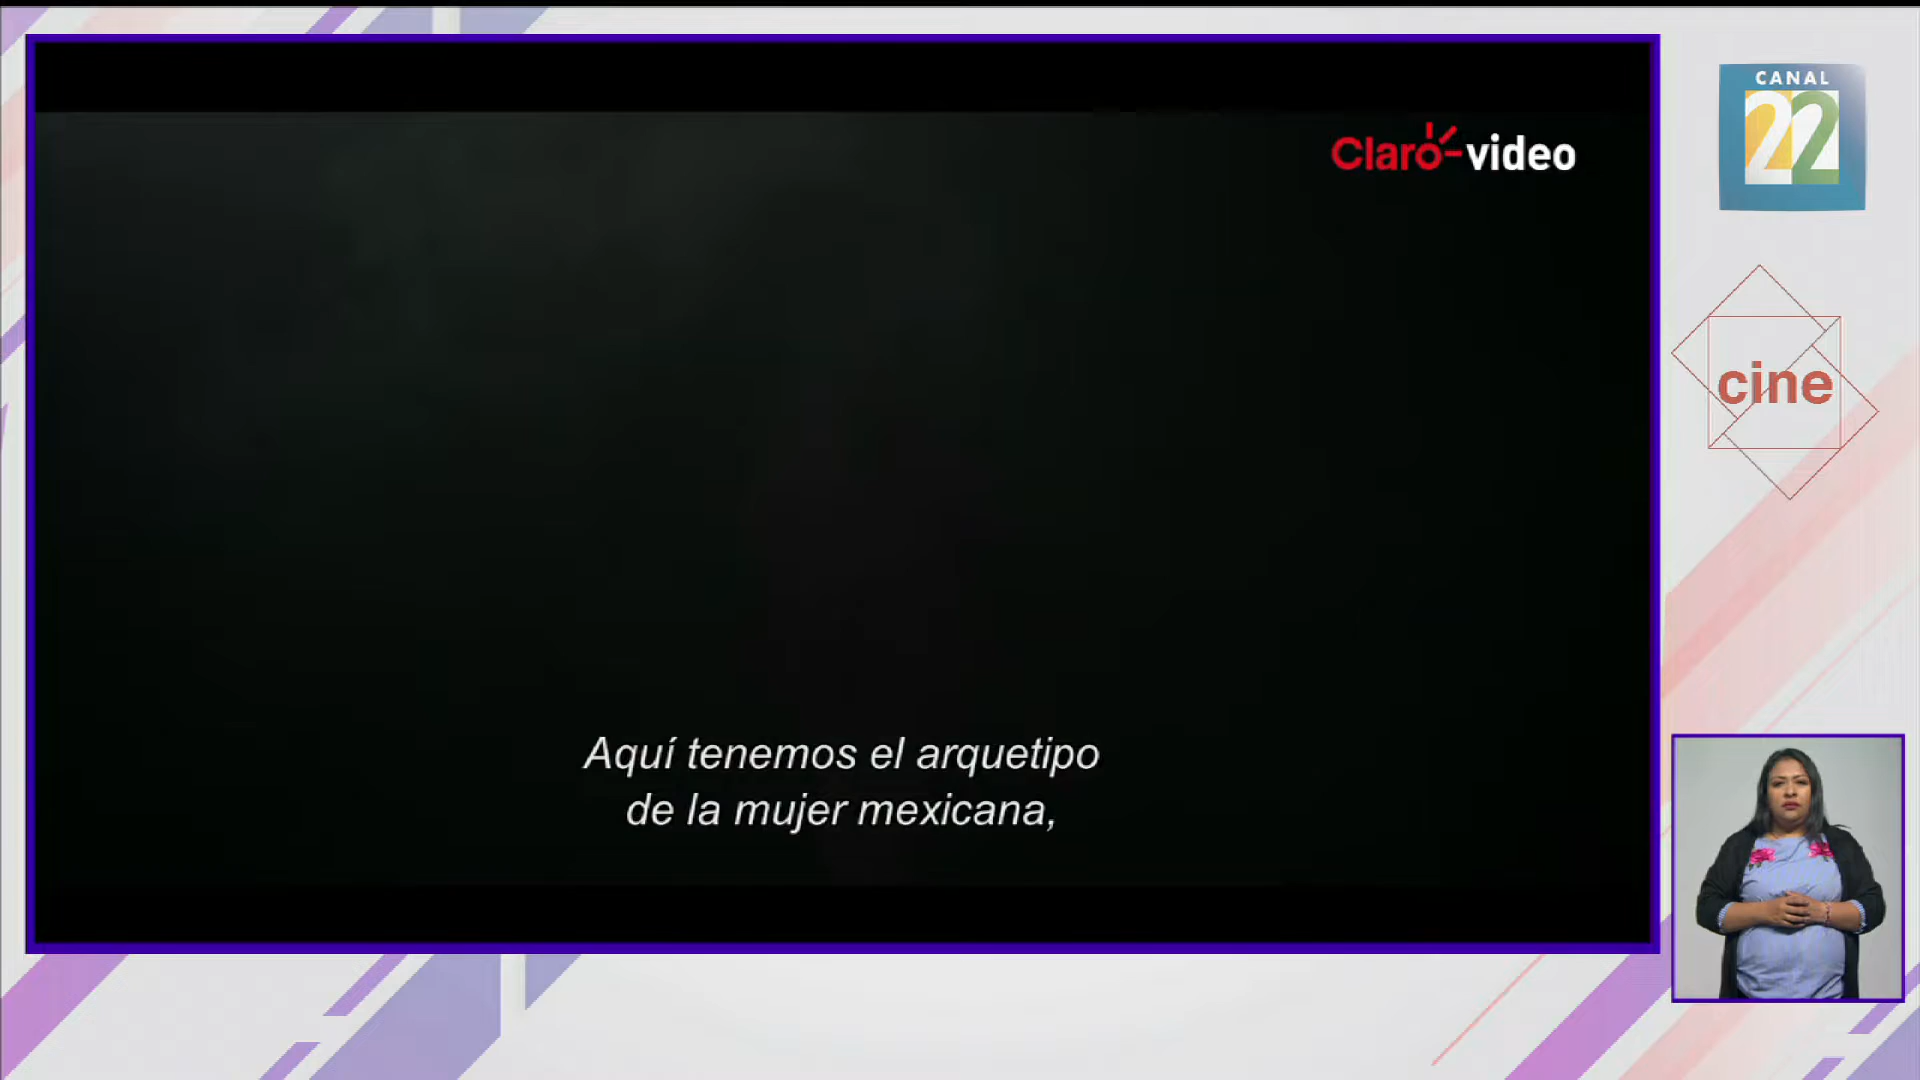 CANAL
22
Claro-video
cine
Aquí tenemos el arquetipo
de la mujer mexicana,